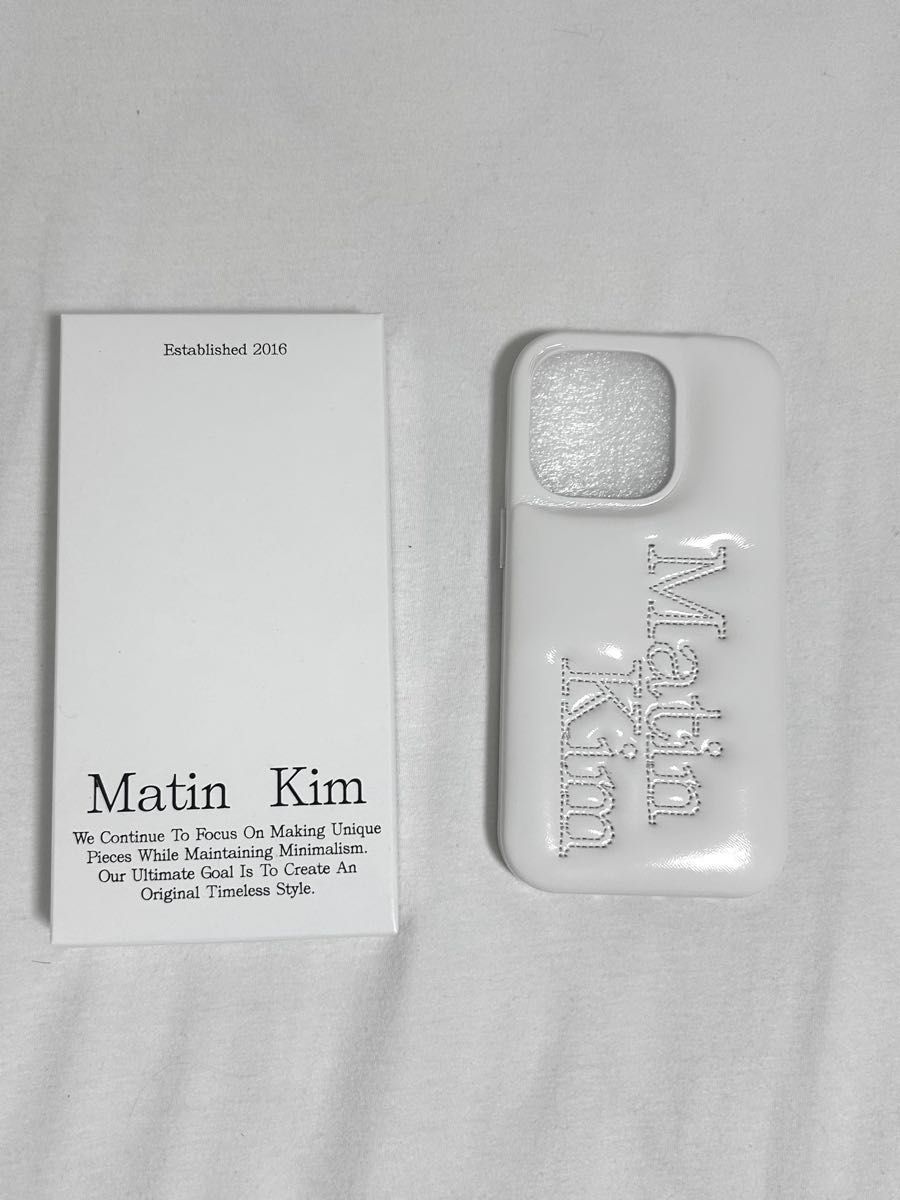 Established 2016
Matin Kim
We Continue To Focus On Making Unique
Pieces While Maintaining Minimalism.
Our Ultimate Goal Is To Create An
Original Timeless Style.
Matin
Kim